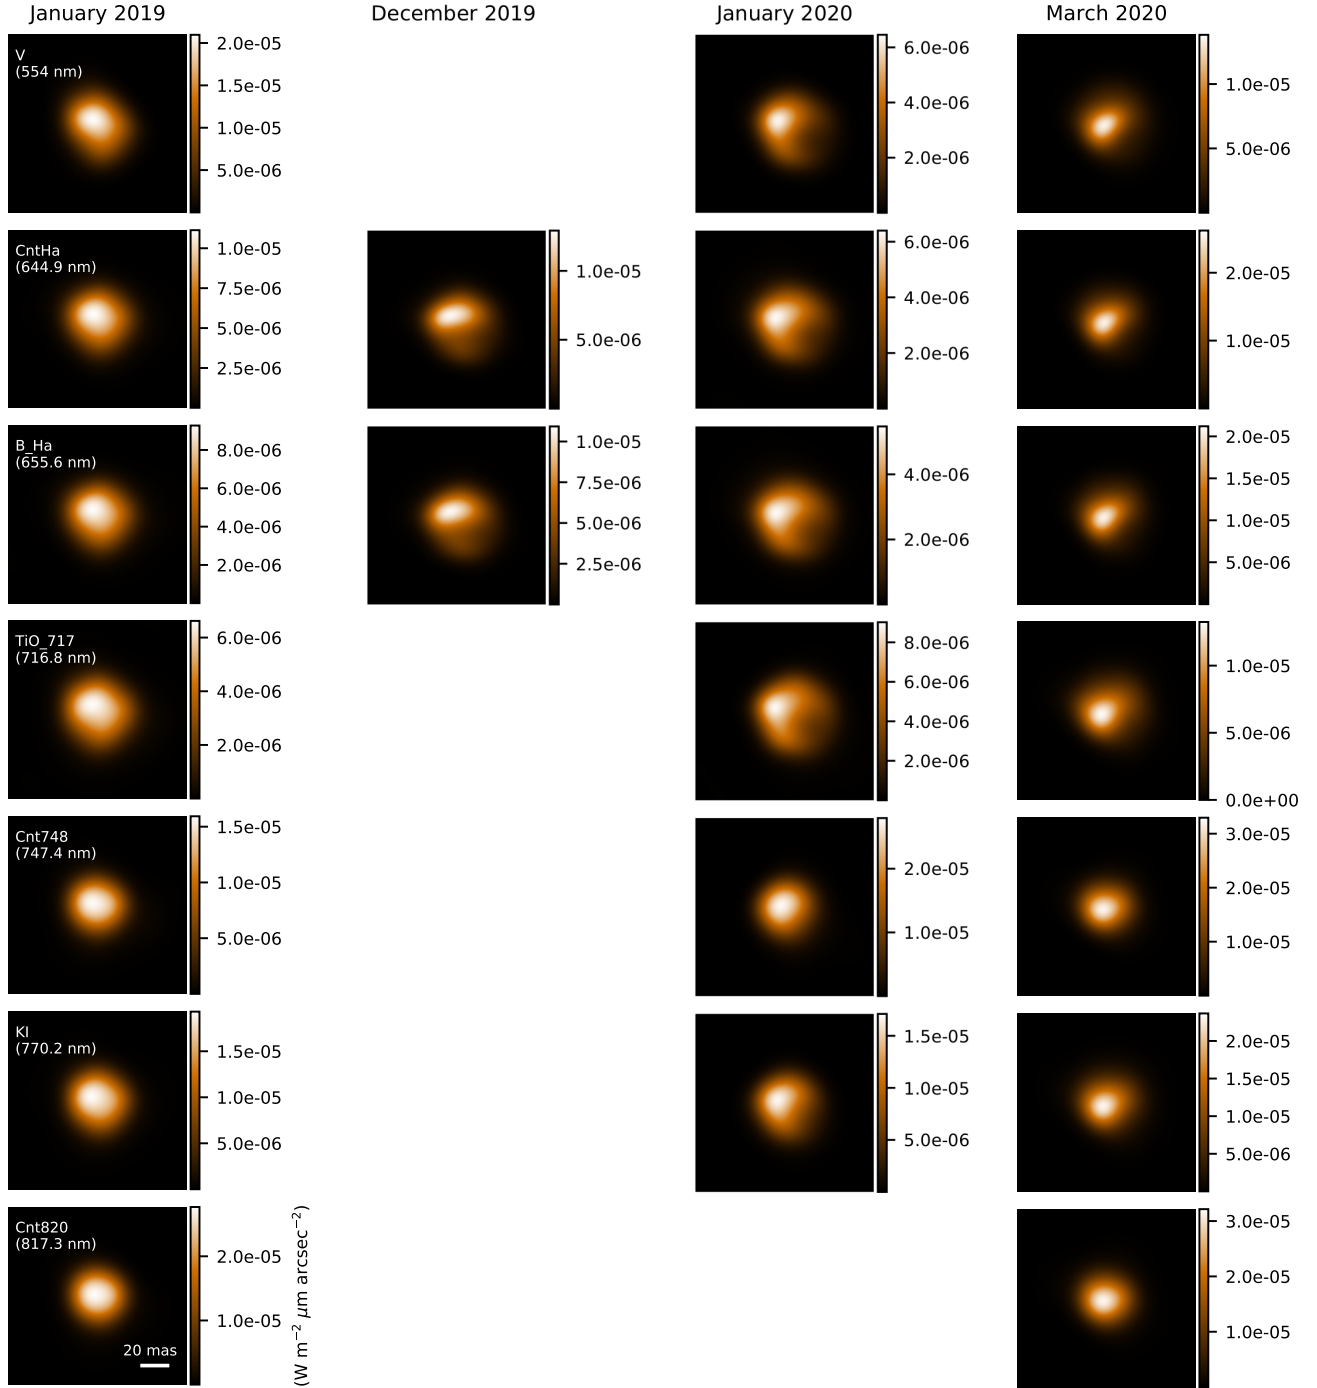 January 2019
December 2019
January 2020
March 2020
V
(554 nm)
2.0e-05
1.5e-05
1.0e-05
5.0e-06
6.0e-06
4.0e-06
2.0e-06
1.0e-05
5.0e-06
CntHa
(644.9 nm)
1.0e-05
7.5e-06
5.0e-06
2.5e-06
1.0e-05
5.0e-06
6.0e-06
4.0e-06
2.0e-06
2.0e-05
1.0e-05
B_Ha
(655.6 nm)
8.0e-06
6.0e-06
4.0e-06
2.0e-06
1.0e-05
7.5e-06
5.0e-06
2.5e-06
4.0e-06
2.0e-06
2.0e-05
1.5e-05
1.0e-05
5.0e-06
TiO_717
(716.8 nm)
6.0e-06
4.0e-06
2.0e-06
8.0e-06
6.0e-06
4.0e-06
2.0e-06
1.0e-05
5.0e-06
0.0e+00
Cnt748
(747.4 nm)
1.5e-05
1.0e-05
5.0e-06
2.0e-05
1.0e-05
3.0e-05
2.0e-05
1.0e-05
KI
(770.2 nm)
1.5e-05
1.0e-05
5.0e-06
1.5e-05
1.0e-05
5.0e-06
2.0e-05
1.5e-05
1.0e-05
5.0e-06
Cnt820
(817.3 nm)
20 mas
2.0e-05
1.0e-05
(W m⁻² μm arcsec⁻²)
3.0e-05
2.0e-05
1.0e-05